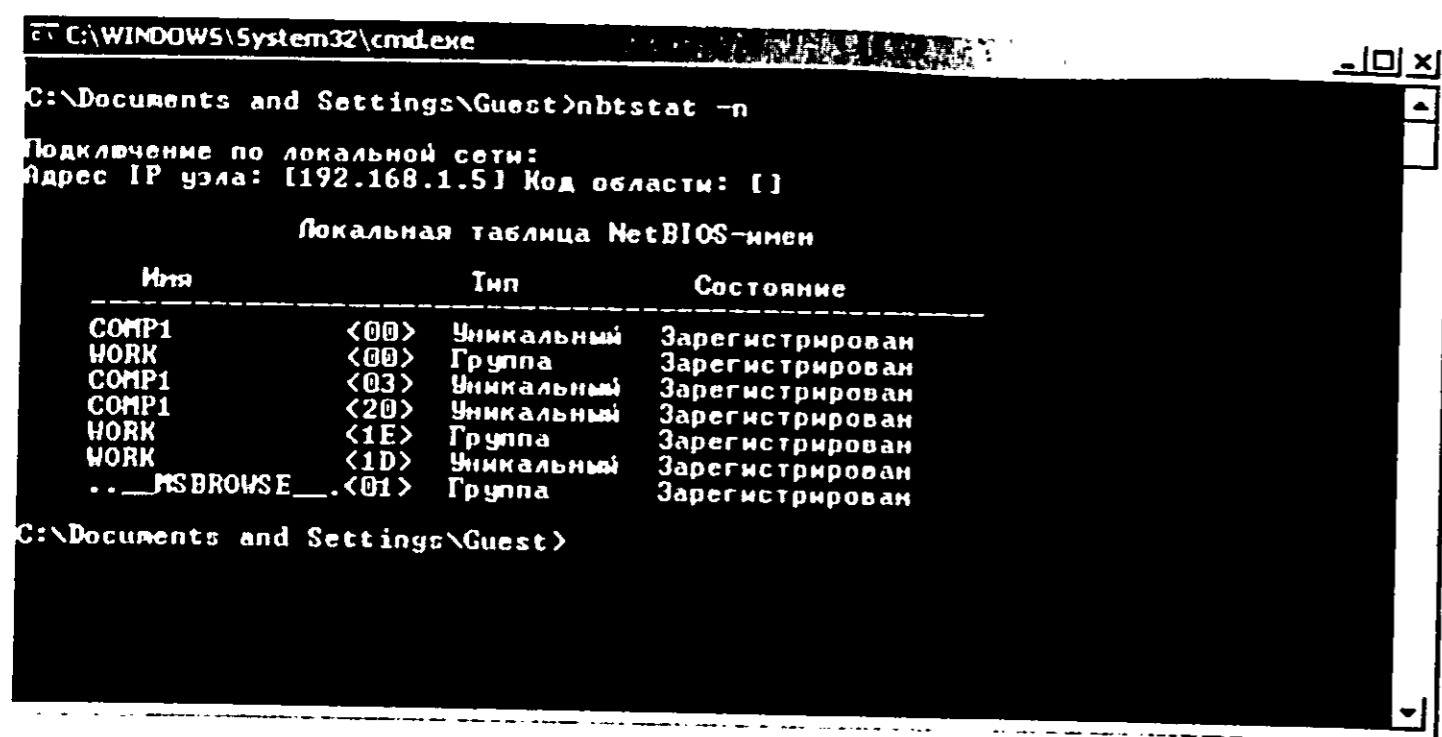 C:\WINDOWS\System32\cmd.exe
C:\Documents and Settings\Guest>nbtstat -n
Подключение по локальной сети:
Адрес IP узла: [192.168.1.5] Код области: []
Локальная таблица NetBIOS-имен
Имя Тип Состояние
COMP1 <00> Уникальный Зарегистрирован
WORK <00> Группа Зарегистрирован
COMP1 <03> Уникальный Зарегистрирован
COMP1 <20> Уникальный Зарегистрирован
WORK <1E> Группа Зарегистрирован
WORK <1D> Уникальный Зарегистрирован
..__MSBROWSE__.<01> Группа Зарегистрирован
C:\Documents and Settings\Guest>